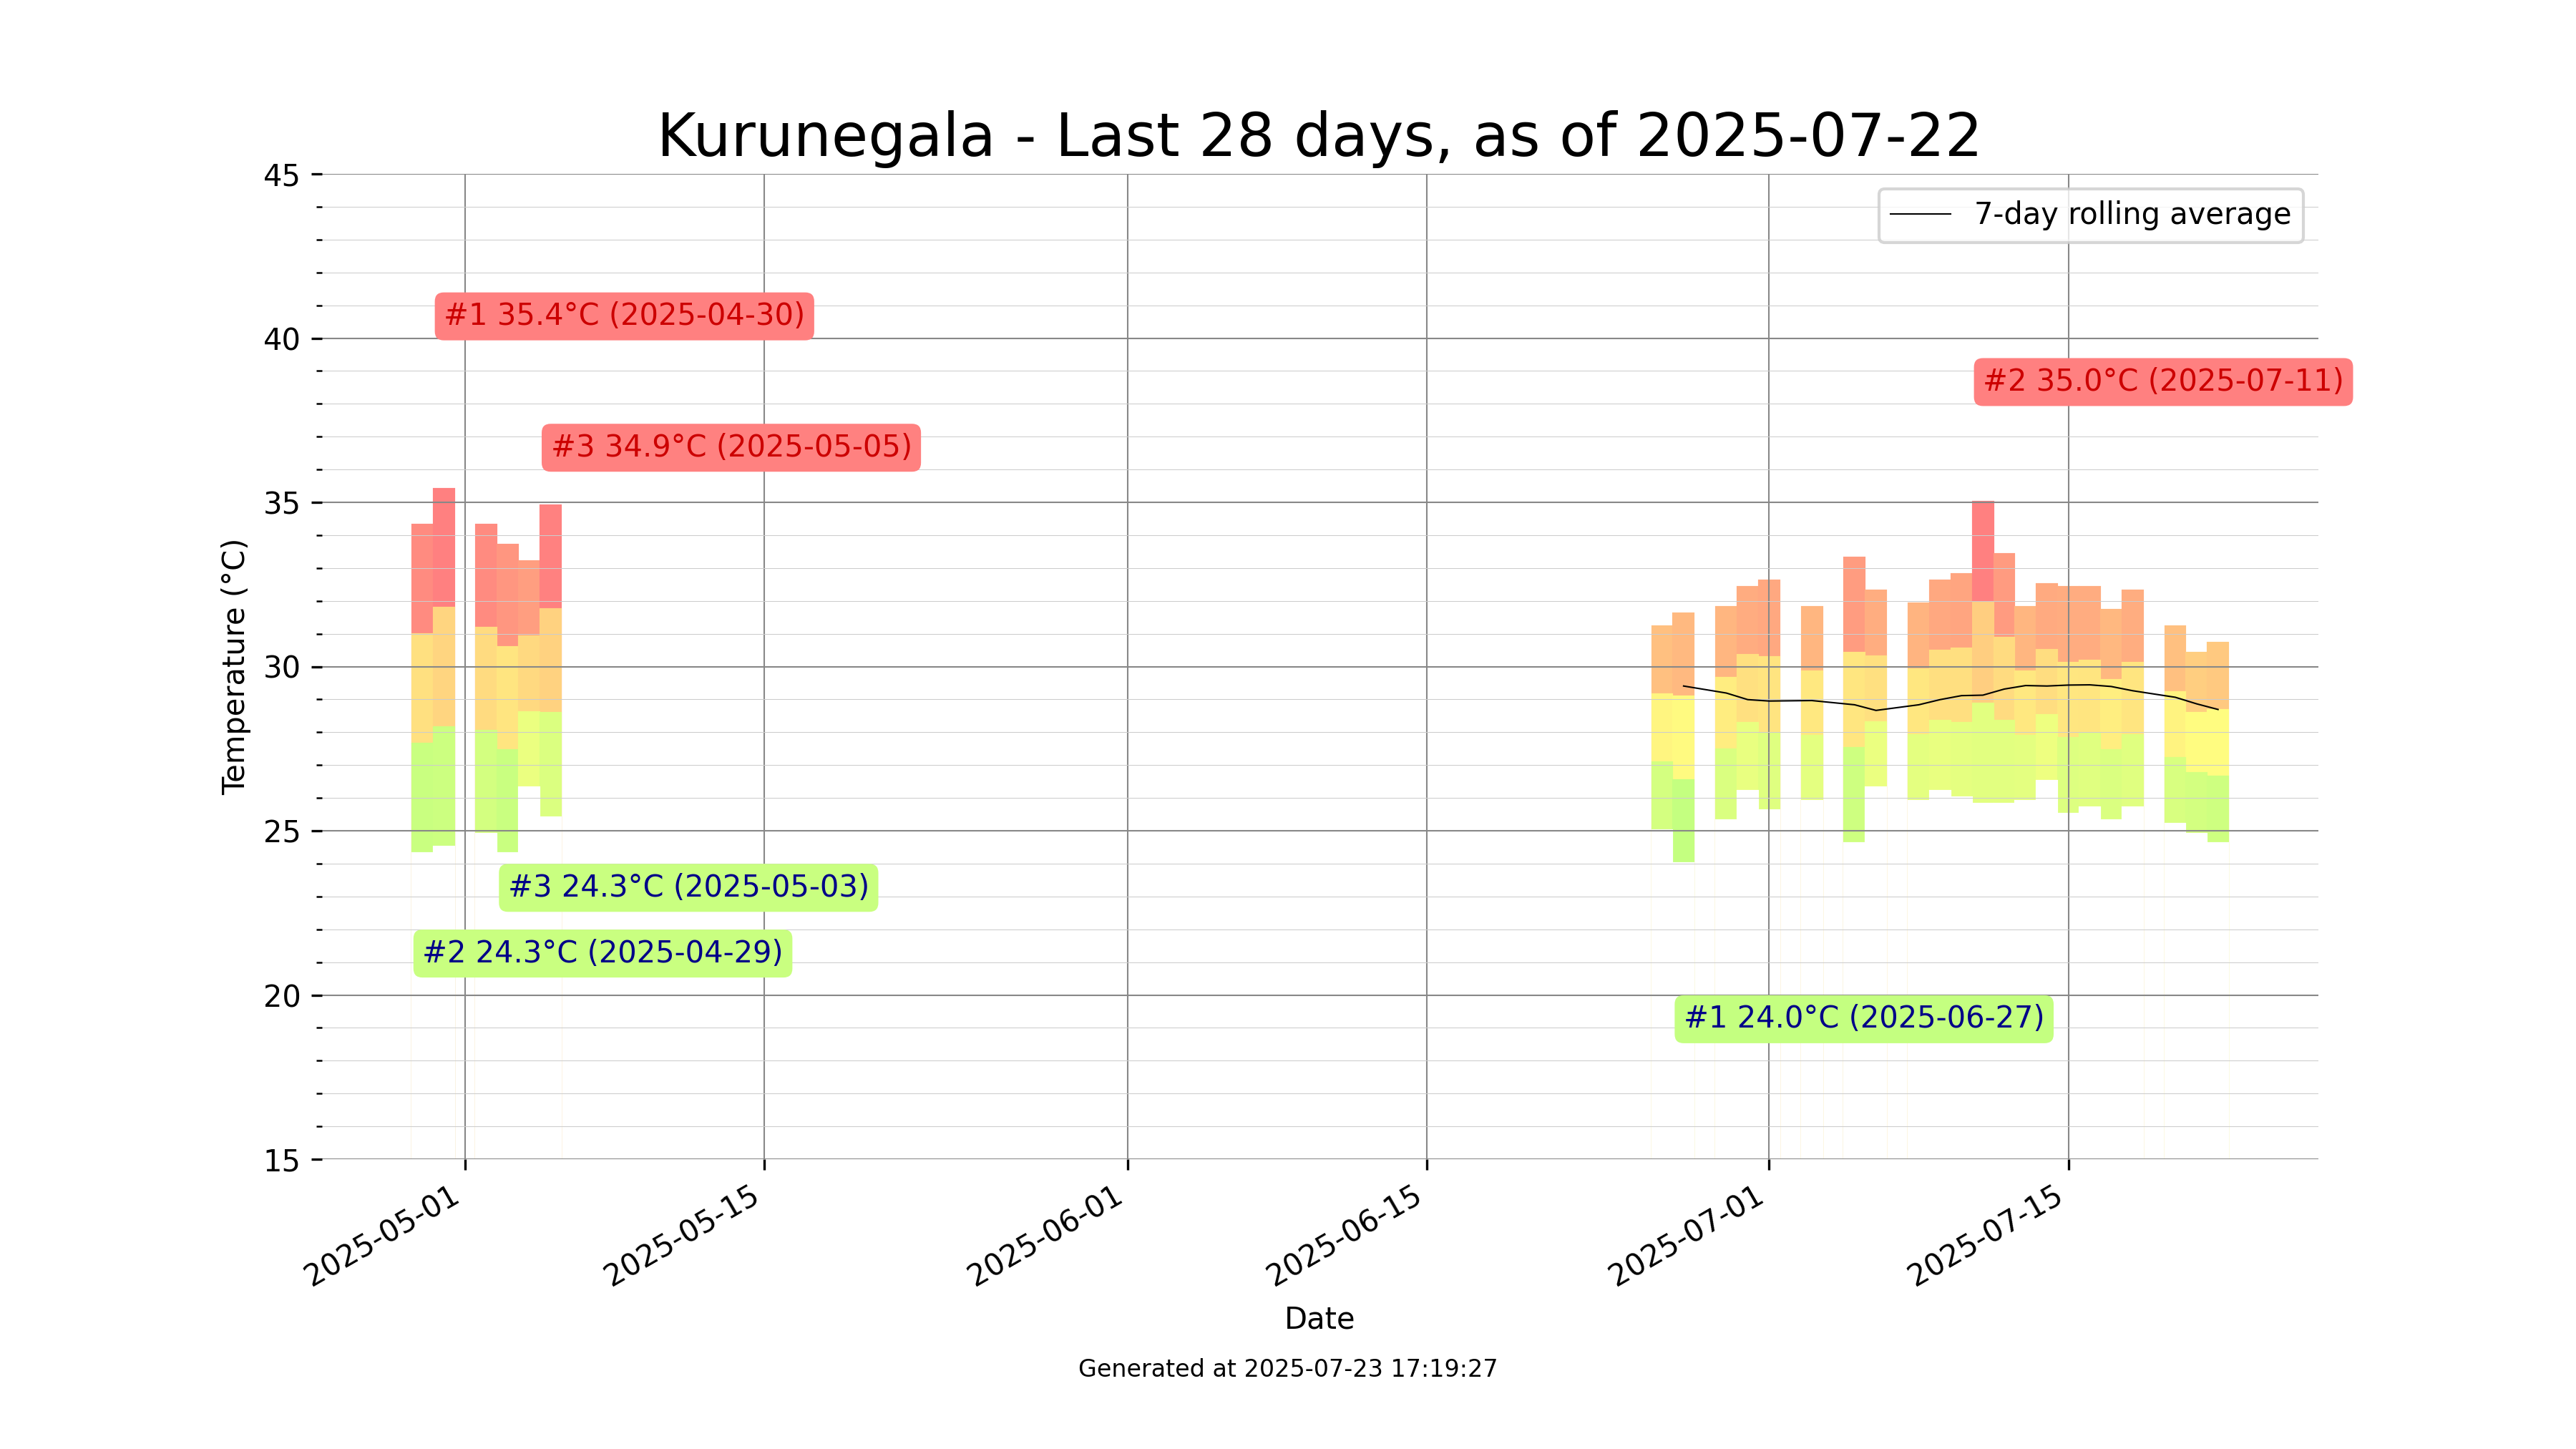 Kurunegala - Last 28 days, as of 2025-07-22
7-day rolling average
45
40
35
30
25
20
15
Temperature (°C)
#1 35.4°C (2025-04-30)
#2 35.0°C (2025-07-11)
#3 34.9°C (2025-05-05)
#3 24.3°C (2025-05-03)
#2 24.3°C (2025-04-29)
#1 24.0°C (2025-06-27)
2025-05-01
2025-05-15
2025-06-01
2025-06-15
2025-07-01
2025-07-15
Date
Generated at 2025-07-23 17:19:27